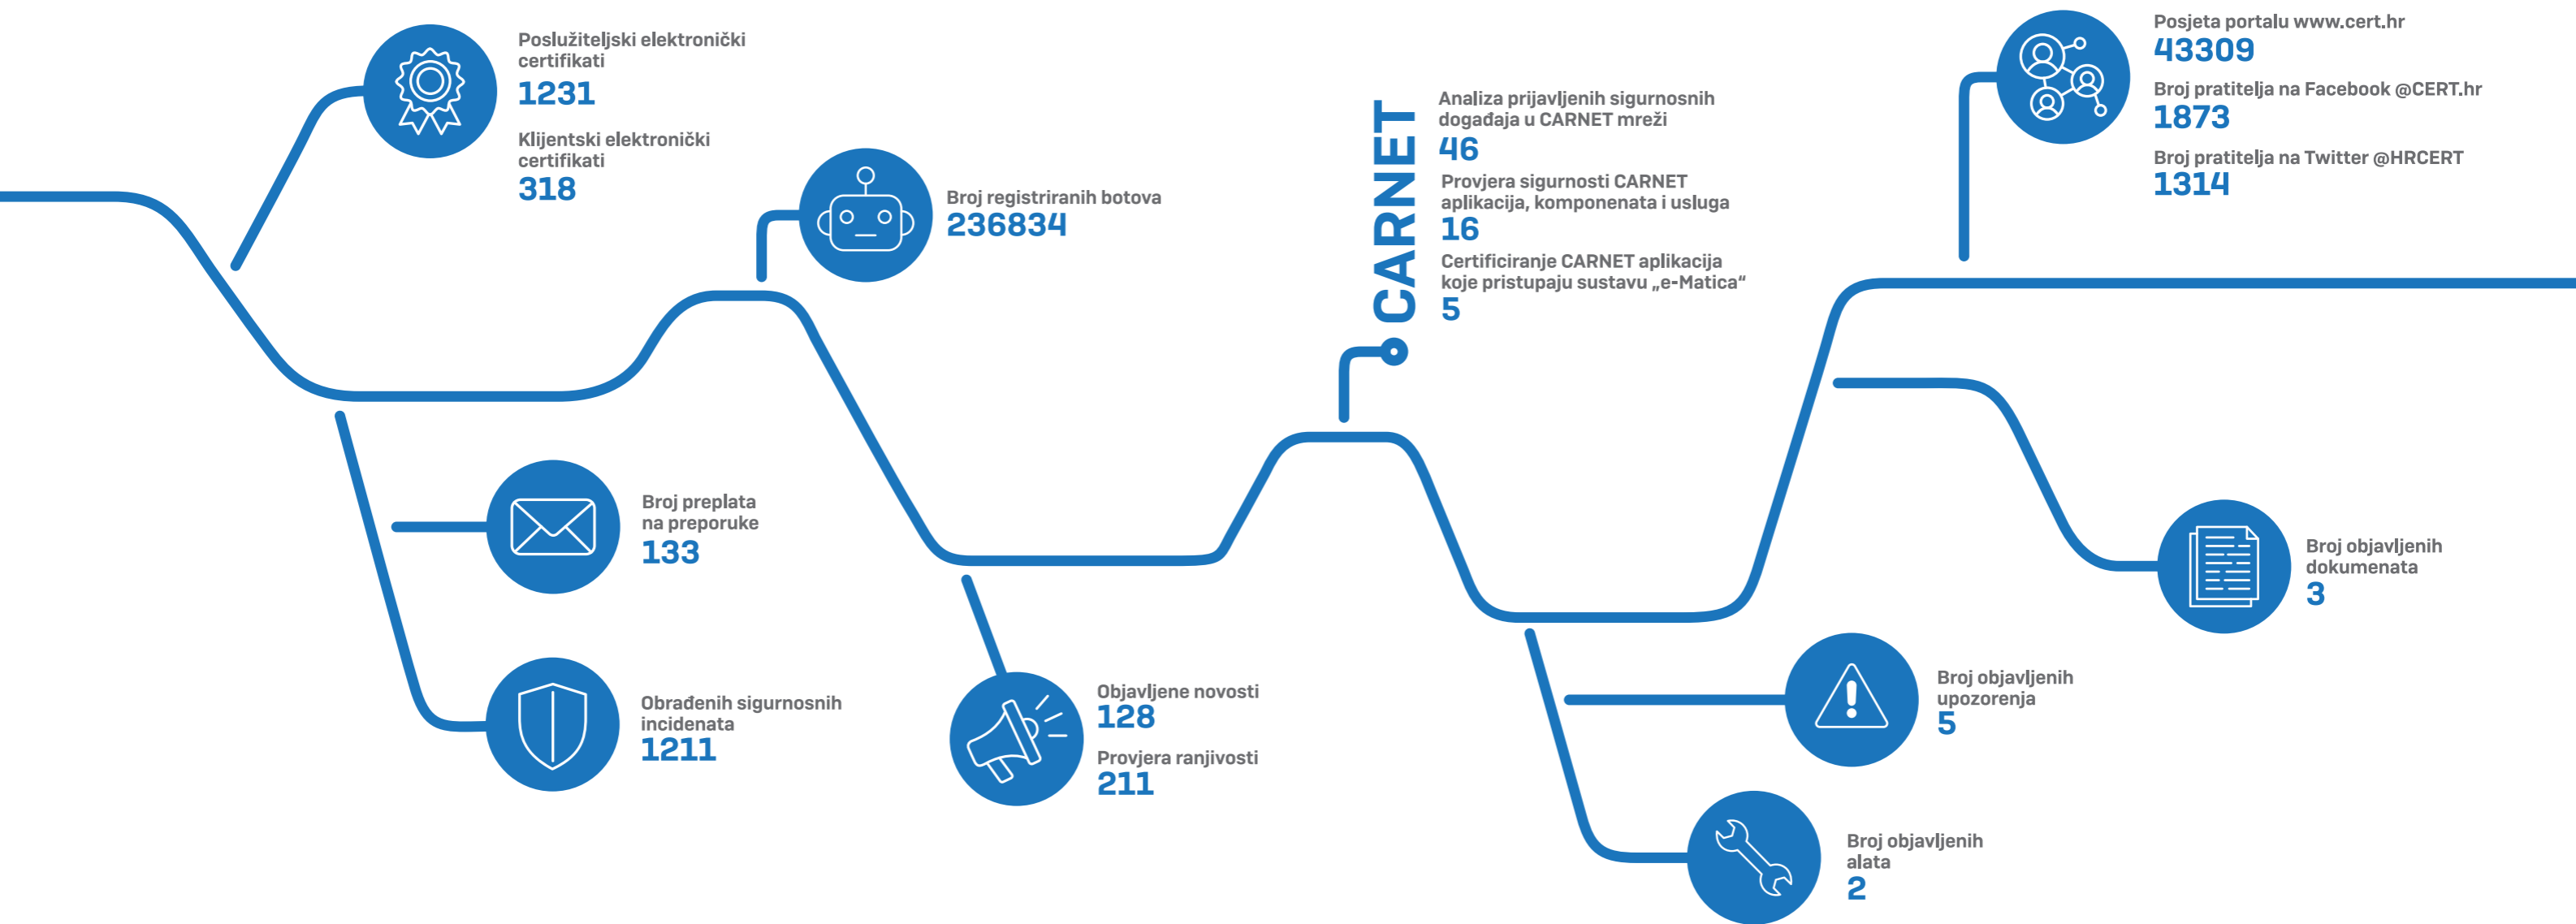 Poslužiteljski elektronički
certifikati
1231
Klijentski elektronički
certifikati
318
Broj registriranih botova
236834
Broj preplata
na preporuke
133
Obrađenih sigurnosnih
incidenata
1211
Objavljene novosti
128
Provjera ranjivosti
211
CARNET
Analiza prijavljenih sigurnosnih
događaja u CARNET mreži
46
Provjera sigurnosti CARNET
aplikacija, komponenata i usluga
16
Certificiranje CARNET aplikacija
koje pristupaju sustavu „e-Matica“
5
Posjeta portalu www.cert.hr
43309
Broj pratitelja na Facebook @CERT.hr
1873
Broj pratitelja na Twitter @HRCERT
1314
Broj objavljenih
dokumenata
3
Broj objavljenih
upozorenja
5
Broj objavljenih
alata
2